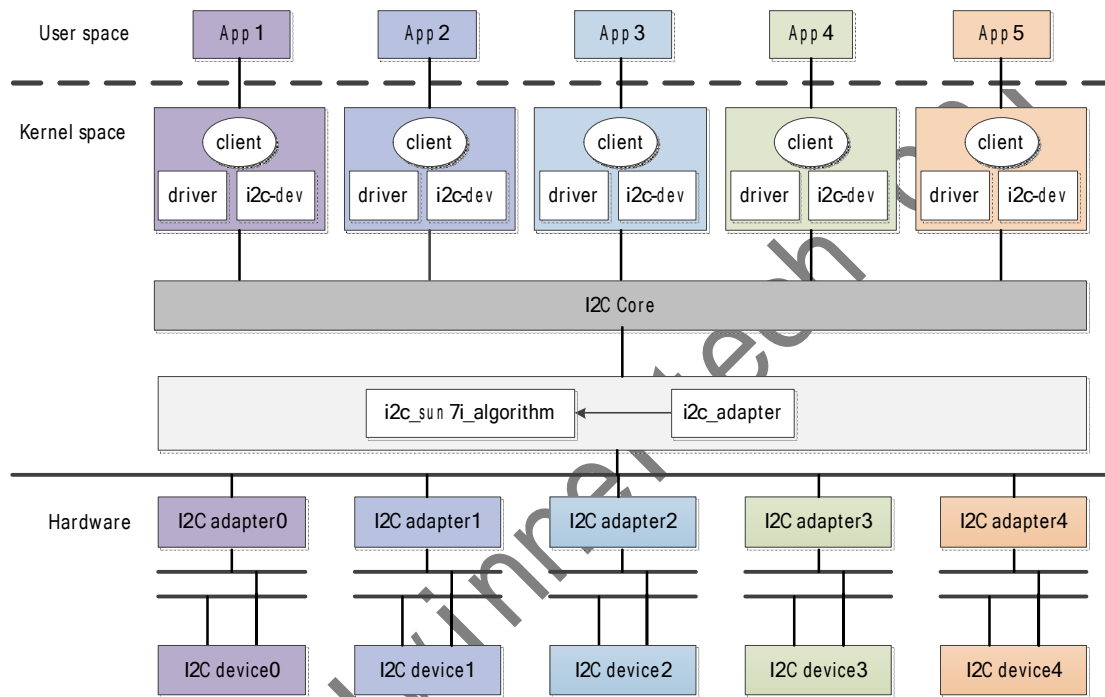 User space
App 1
App 2
App 3
App 4
App 5
Kernel space
client
client
client
client
client
driver
i2c-dev
driver
i2c-dev
driver
i2c-dev
driver
i2c-dev
driver
i2c-dev
I2C Core
i2c_sun 7i_algorithm
i2c_adapter
Hardware
I2C adapter0
I2C adapter1
I2C adapter2
I2C adapter3
I2C adapter4
I2C device0
I2C device1
I2C device2
I2C device3
I2C device4